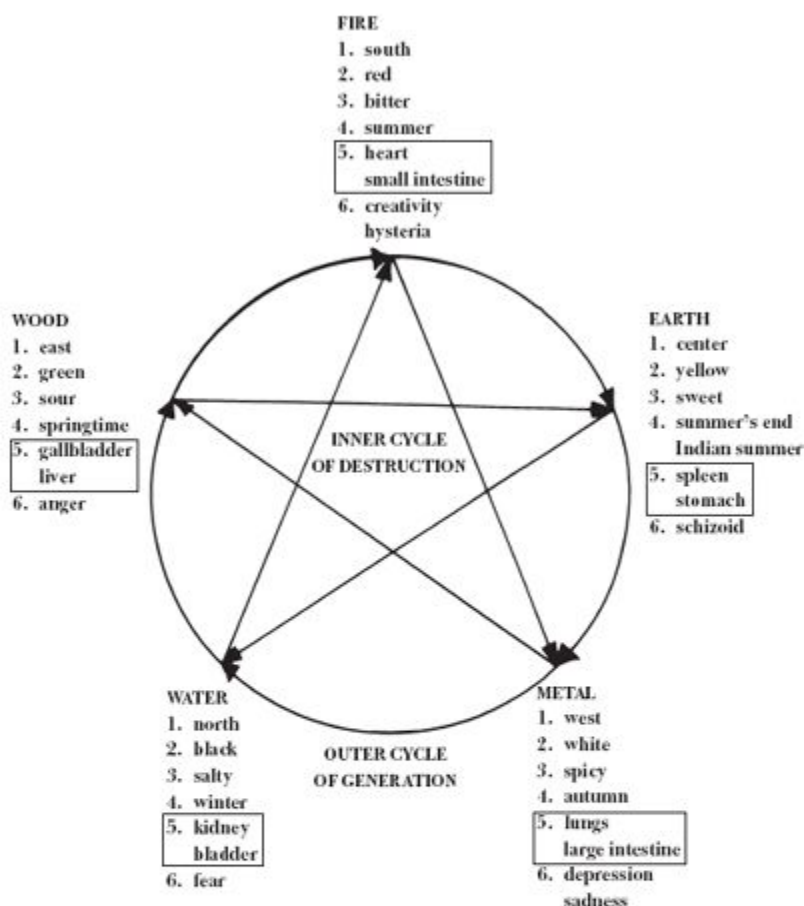 FIRE
1. south
2. red
3. bitter
4. summer
5. heart
small intestine
6. creativity
hysteria
WOOD
1. east
2. green
3. sour
4. springtime
5. gallbladder
liver
6. anger
EARTH
1. center
2. yellow
3. sweet
4. summer's end
Indian summer
5. spleen
stomach
6. schizoid
INNER CYCLE
OF DESTRUCTION
WATER
1. north
2. black
3. salty
4. winter
5. kidney
bladder
6. fear
OUTER CYCLE
OF GENERATION
METAL
1. west
2. white
3. spicy
4. autumn
5. lungs
large intestine
6. depression
sadness